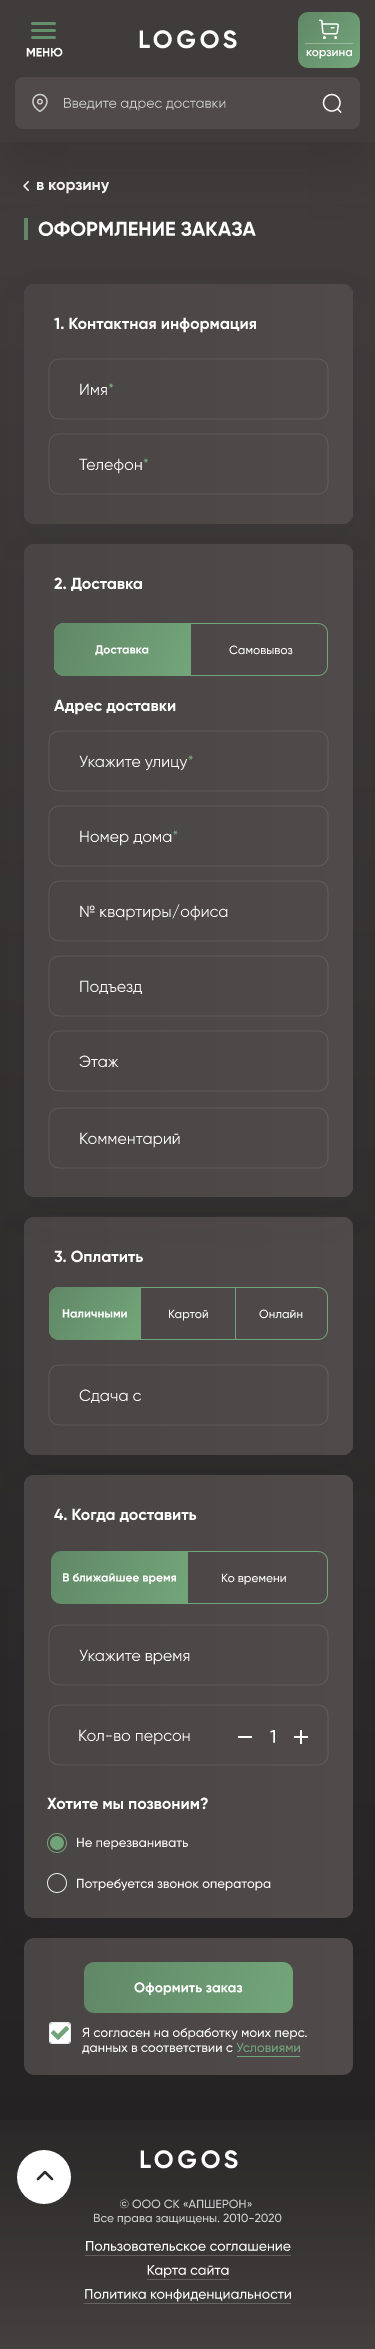 МЕНЮ
LOGOS
корзина
Введите адрес доставки
в корзину
ОФОРМЛЕНИЕ ЗАКАЗА
1. Контактная информация
Имя*
Телефон*
2. Доставка
Доставка
Самовывоз
Адрес доставки
Укажите улицу*
Номер дома*
№ квартиры/офиса
Подъезд
Этаж
Комментарий
3. Оплатить
Наличными
Картой
Онлайн
Сдача с
4. Когда доставить
В ближайшее время
Ко времени
Укажите время
Кол-во персон
1
Хотите мы позвоним?
Не перезванивать
Потребуется звонок оператора
Оформить заказ
Я согласен на обработку моих перс.
данных в соответствии с Условиями
LOGOS
© ООО СК «АПШЕРОН»
Все права защищены. 2010-2020
Пользовательское соглашение
Карта сайта
Политика конфиденциальности